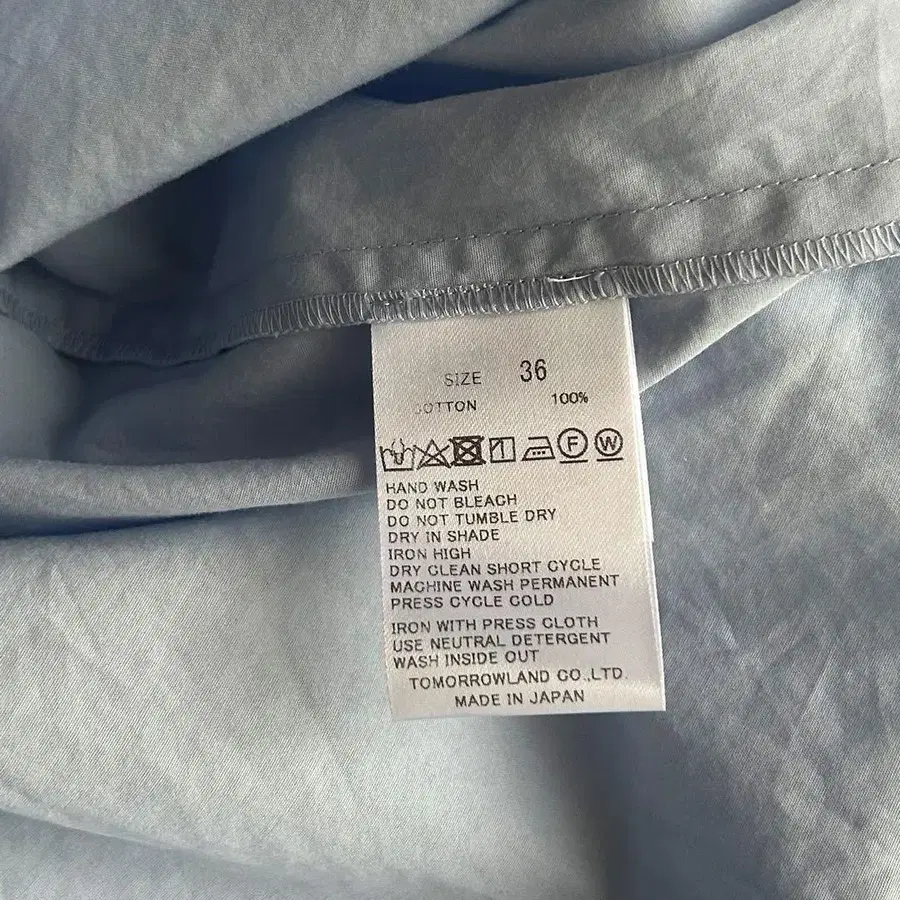 SIZE 36
COTTON 100%
F W
HAND WASH
DO NOT BLEACH
DO NOT TUMBLE DRY
DRY IN SHADE
IRON HIGH
DRY CLEAN SHORT CYCLE
MACHINE WASH PERMANENT
PRESS CYCLE COLD
IRON WITH PRESS CLOTH
USE NEUTRAL DETERGENT
WASH INSIDE OUT
TOMORROWLAND CO.,LTD.
MADE IN JAPAN